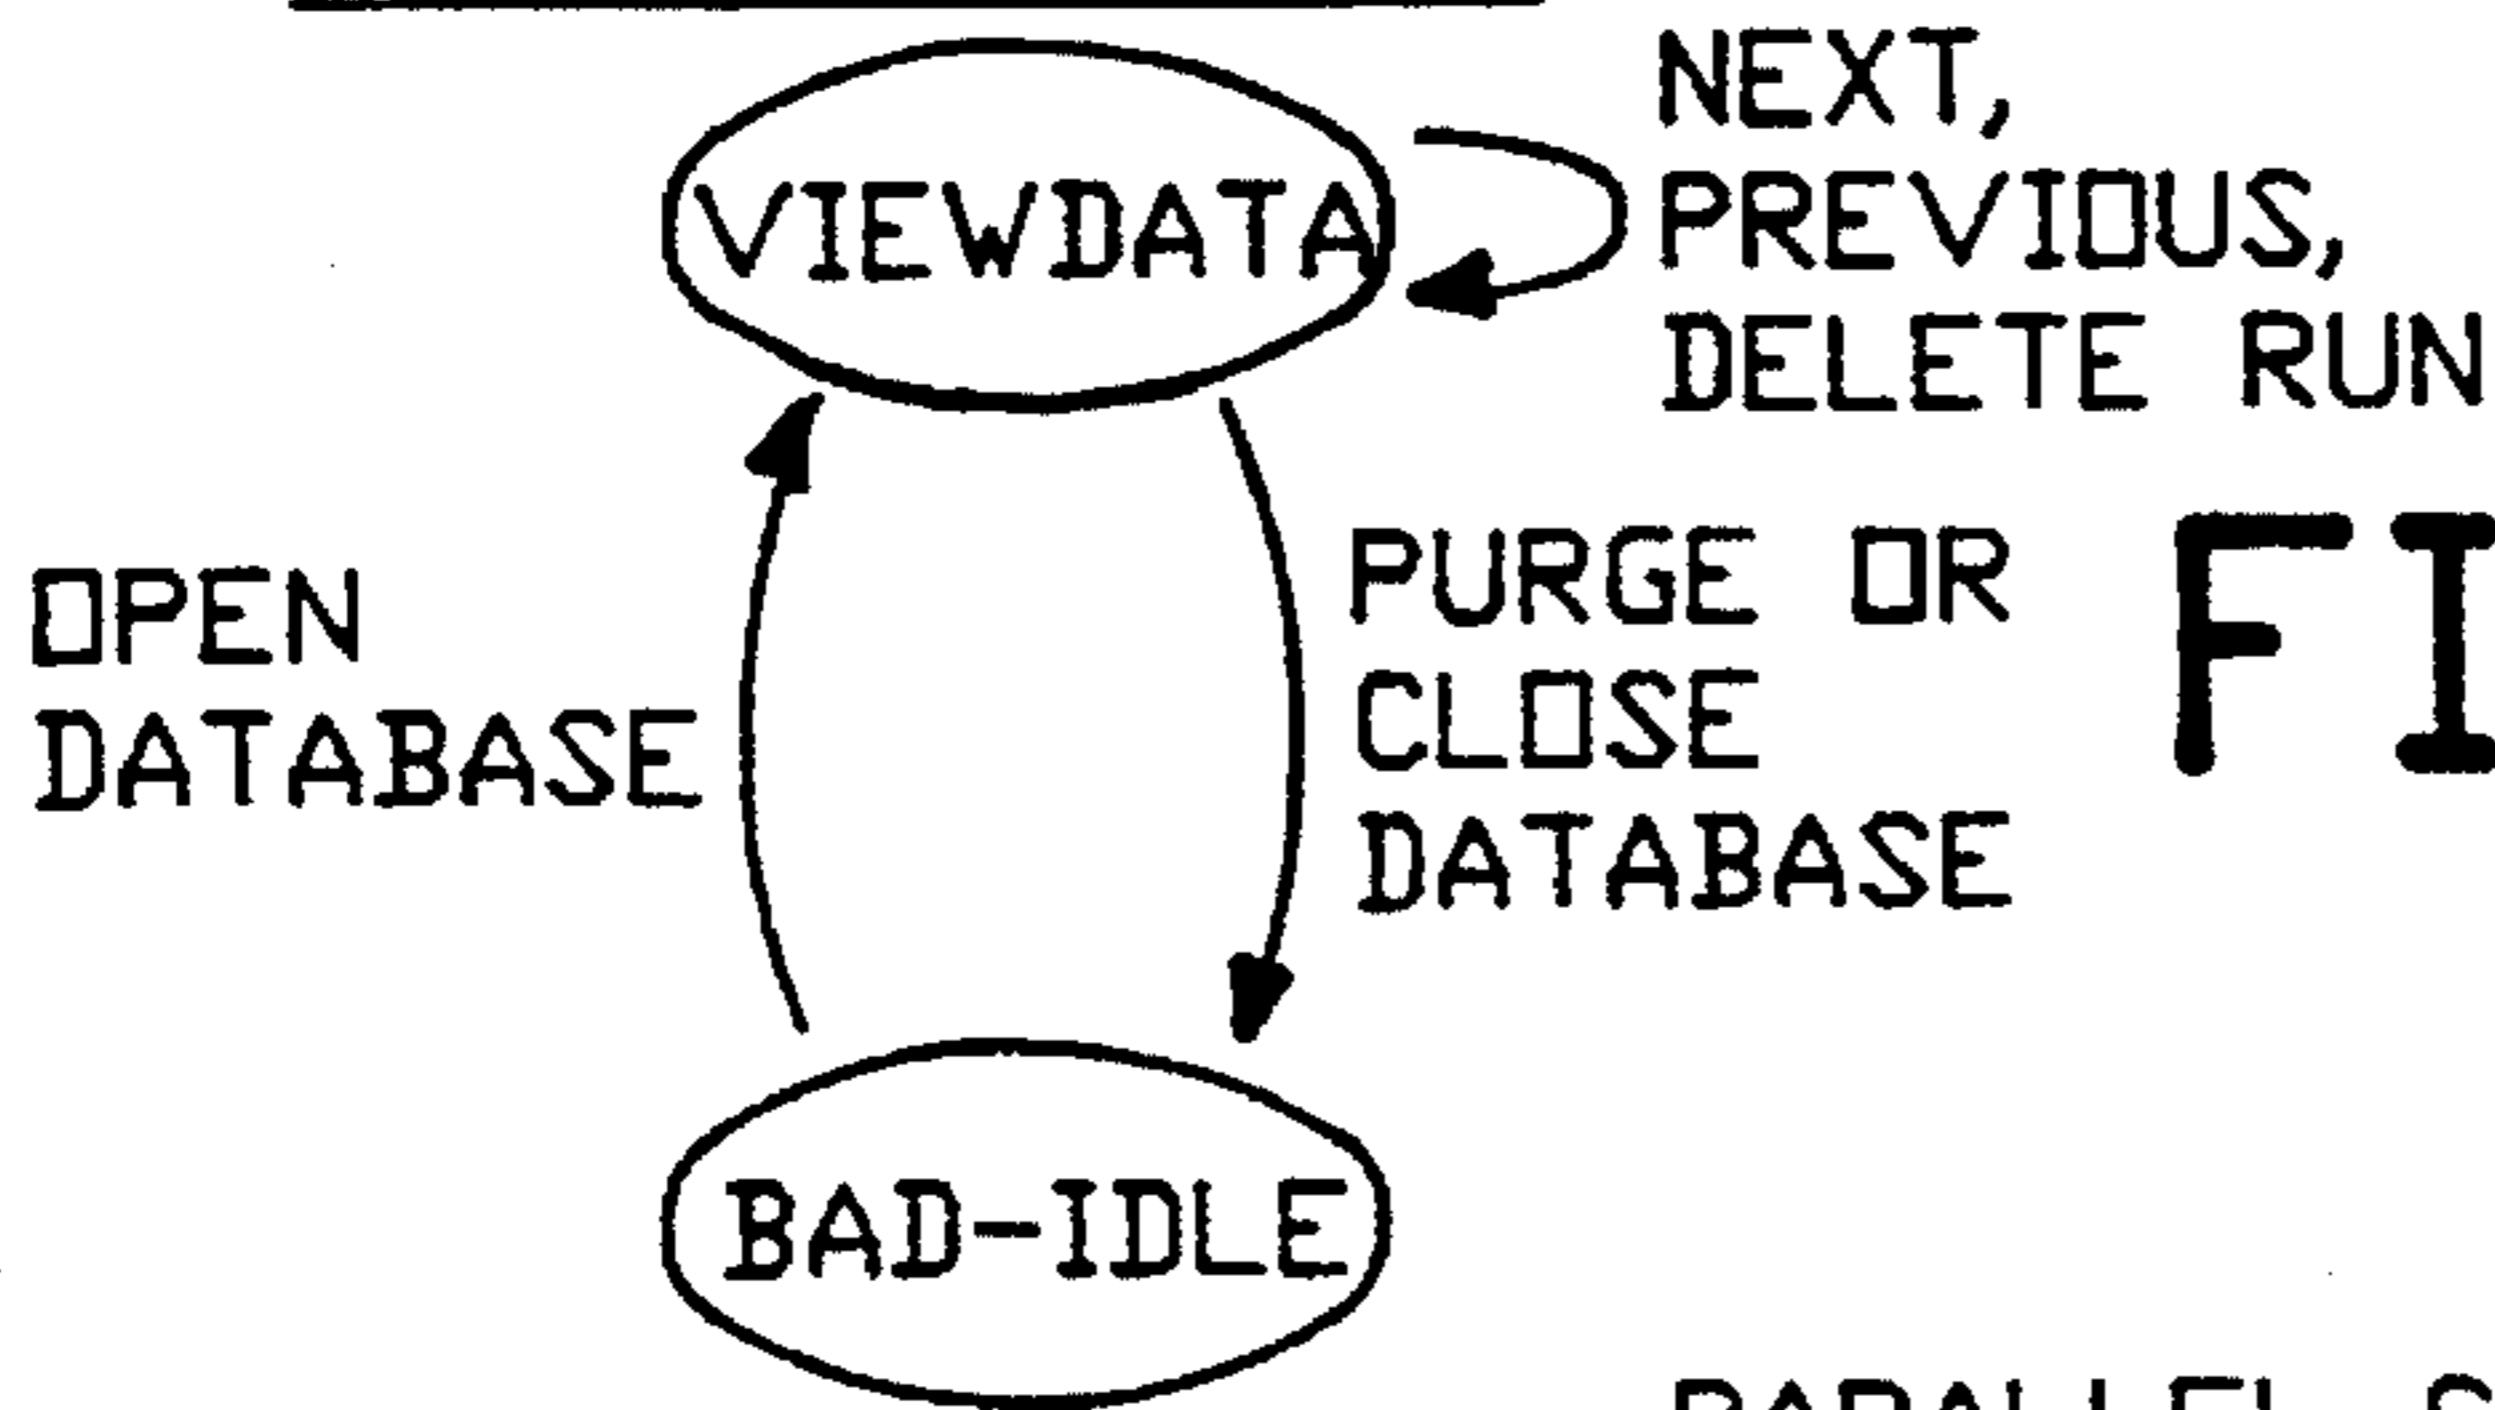 NEXT,
PREVIOUS,
DELETE RUN
VIEWDATA
OPEN
DATABASE
PURGE OR
CLOSE
DATABASE
FI
BAD-IDLE